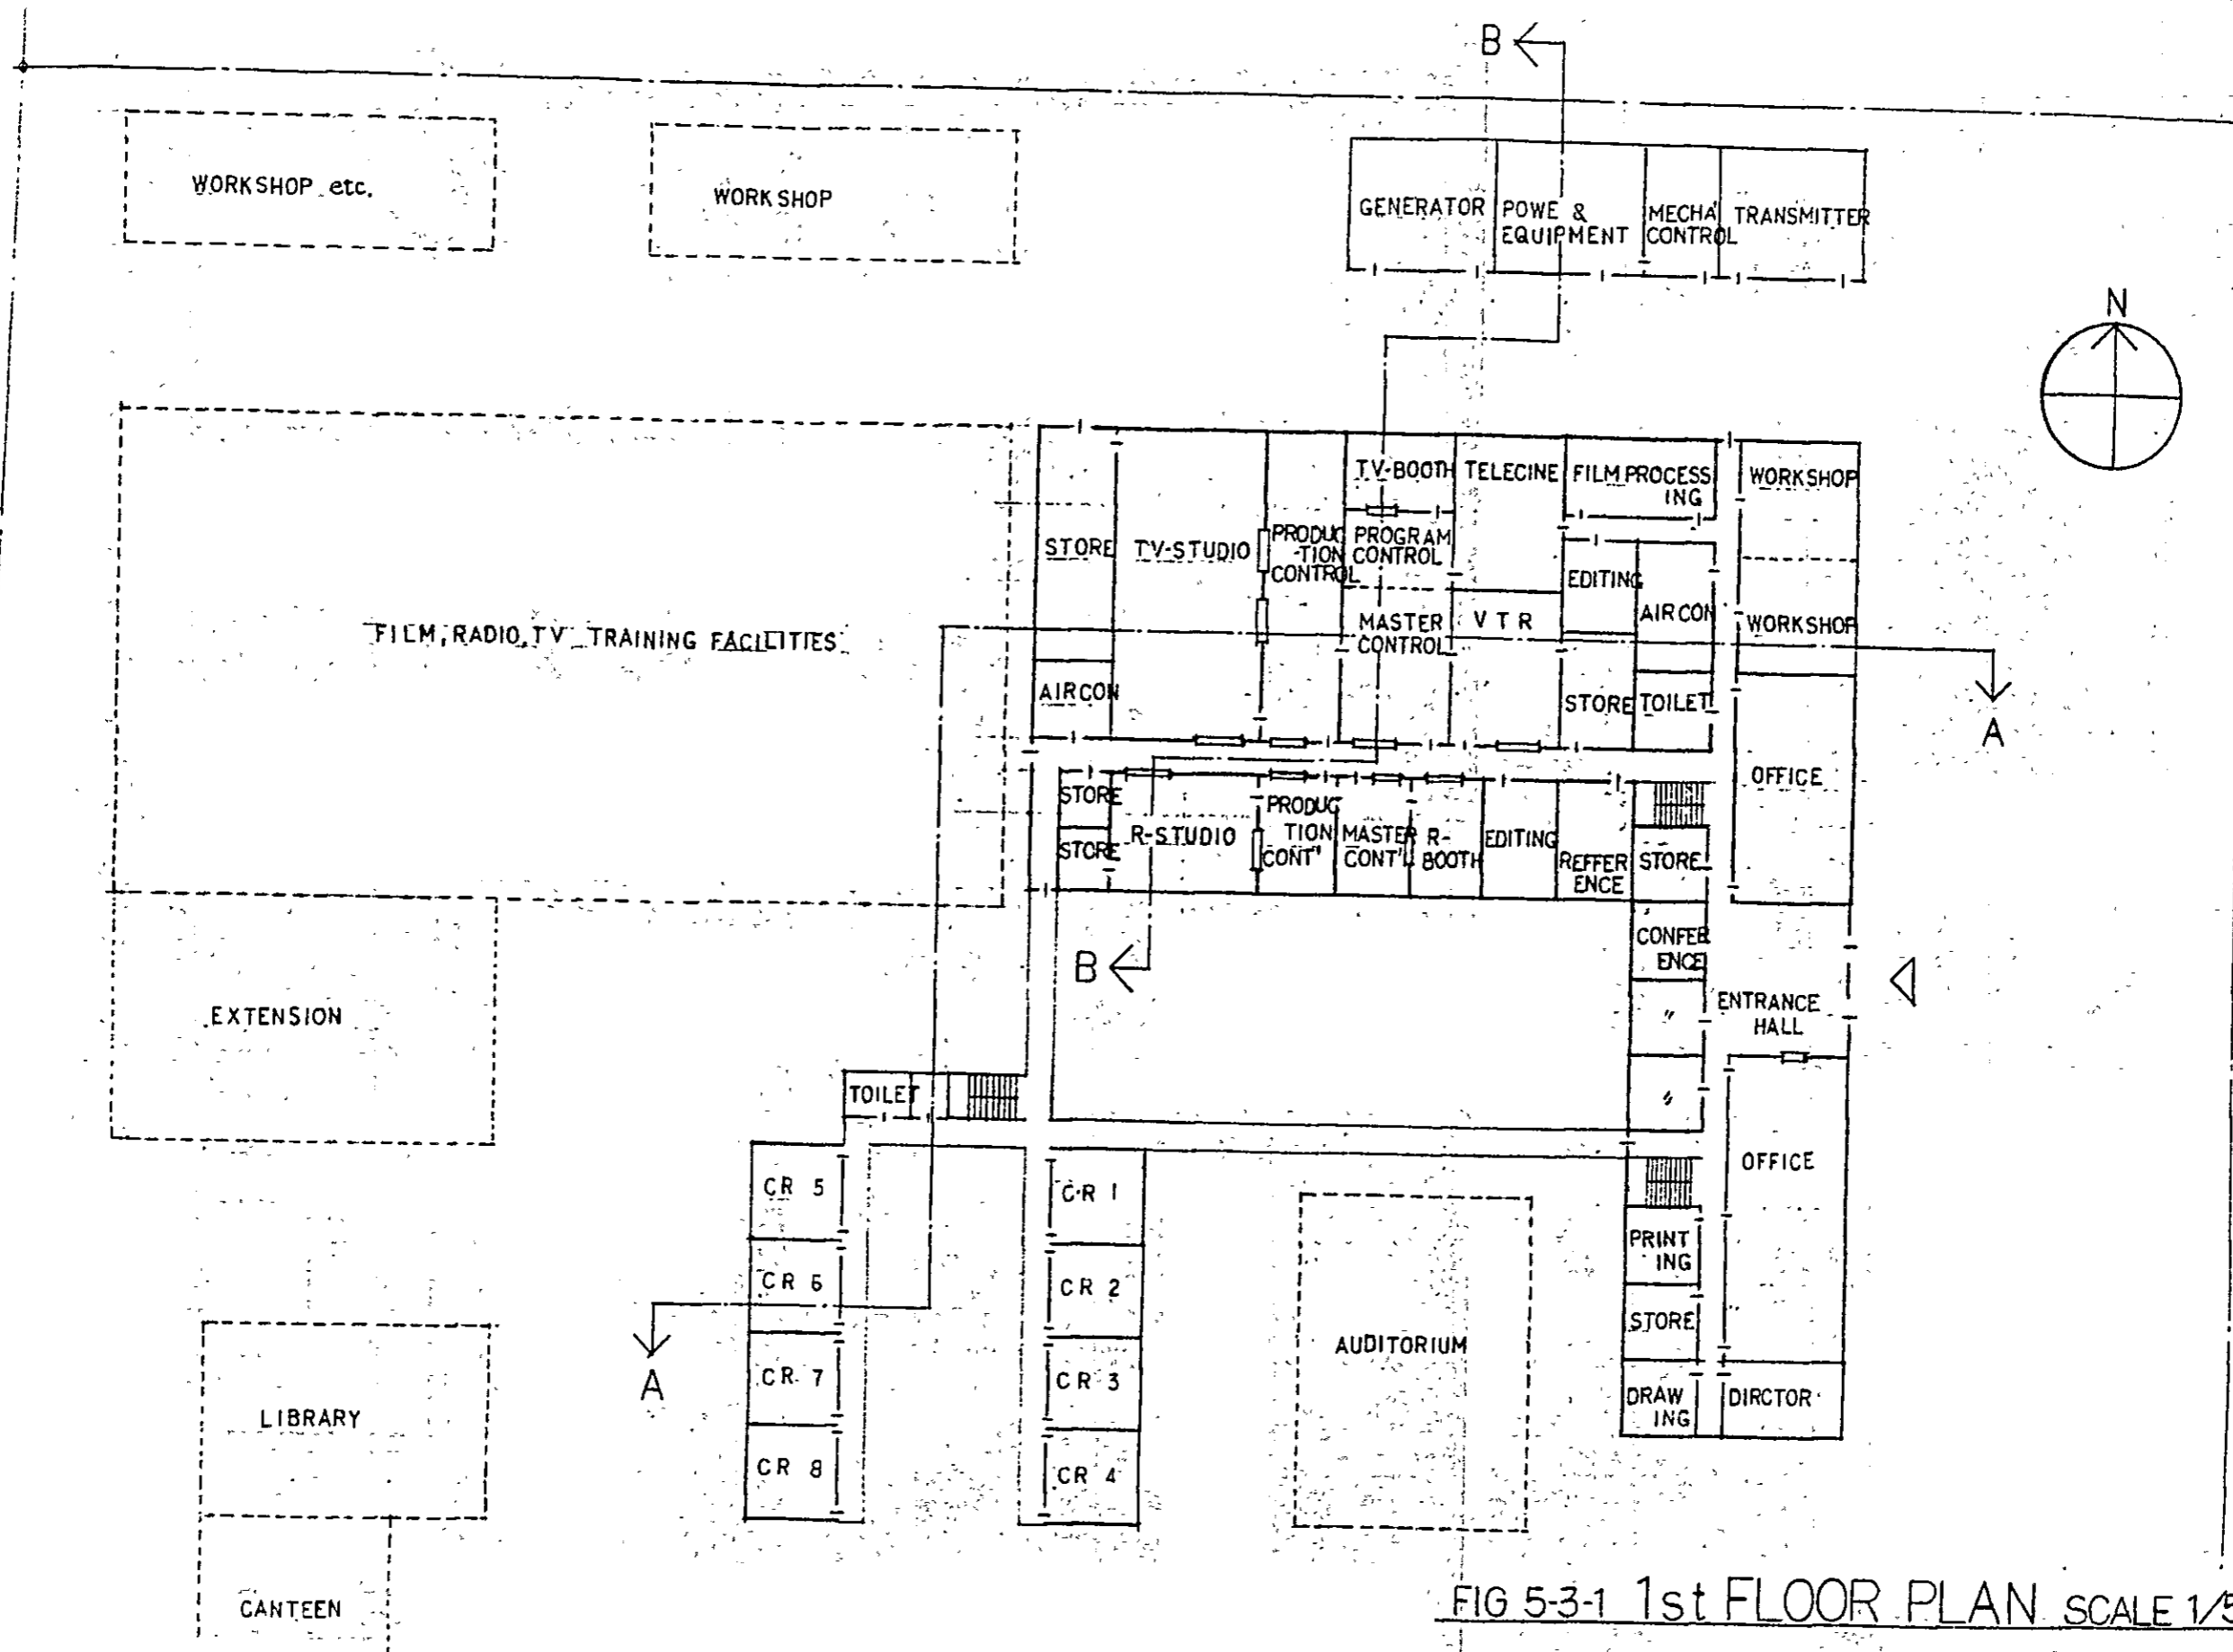 B
WORKSHOP etc.
WORKSHOP
GENERATOR
POWE &
EQUIPMENT
MECHA'
CONTROL
TRANSMITTER
N
STORE
TV-STUDIO
PRODUC
-TION
CONTROL
TV-BOOTH
PROGRAM
CONTROL
TELECINE
FILM PROCESS
ING
WORKSHOP
EDITING
AIRCON
MASTER
CONTROL
V T R
WORKSHOP
FILM, RADIO, TV TRAINING FACILITIES
AIRCON
STORE
TOILET
A
OFFICE
STORE
STORE
R-STUDIO
PRODUC
TION
CONT'
MASTER
CONT'
R-
BOOTH
EDITING
REFFER
ENCE
STORE
CONFER
ENCE
B
EXTENSION
〃
ENTRANCE
HALL
〃
TOILET
OFFICE
CR 5
CR 1
CR 6
CR 2
PRINT
ING
STORE
AUDITORIUM
A
CR 7
CR 3
LIBRARY
DRAW
ING
DIRCTOR
CR 8
CR 4
CANTEEN
FIG 5-3-1 1st FLOOR PLAN SCALE 1/5